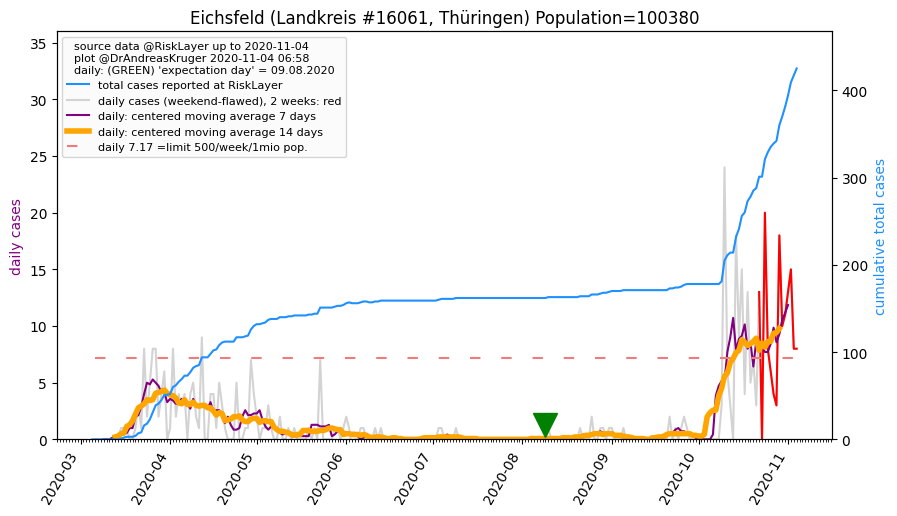 Eichsfeld (Landkreis #16061, Thüringen) Population=100380
source data @RiskLayer up to 2020-11-04
plot @DrAndreasKruger 2020-11-04 06:58
daily: (GREEN) 'expectation day' = 09.08.2020
total cases reported at RiskLayer
daily cases (weekend-flawed), 2 weeks: red
daily: centered moving average 7 days
daily: centered moving average 14 days
daily 7.17 =limit 500/week/1mio pop.
daily cases
35
30
25
20
15
10
5
0
cumulative total cases
400
300
200
100
0
2020-03
2020-04
2020-05
2020-06
2020-07
2020-08
2020-09
2020-10
2020-11